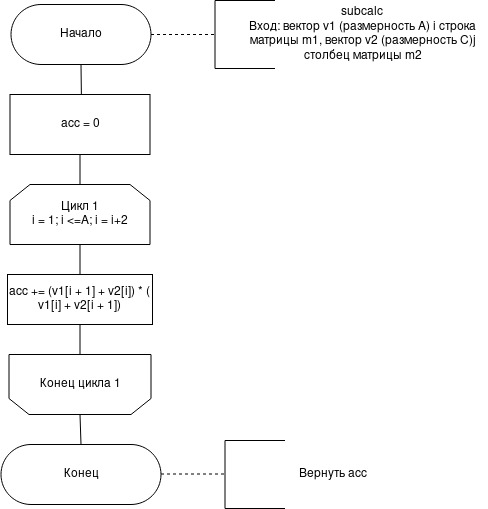 Начало
subcalc
Вход: вектор v1 (размерность A) i строка
матрицы m1, вектор v2 (размерность C)j
столбец матрицы m2
acc = 0
Цикл 1
i = 1; i <=A; i = i+2
acc += (v1[i + 1] + v2[i]) * (
v1[i] + v2[i + 1])
Конец цикла 1
Конец
Вернуть acc